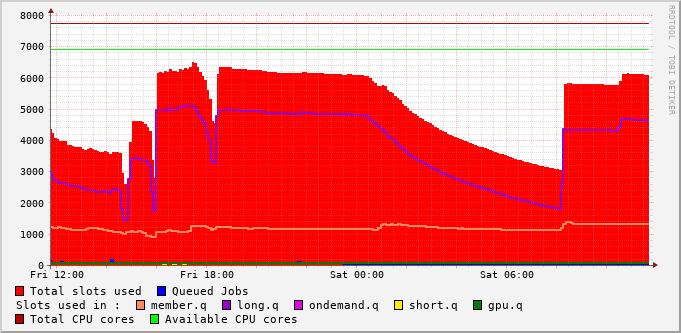 8000
7000
6000
5000
4000
3000
2000
1000
0
Fri 12:00 Fri 18:00 Sat 00:00 Sat 06:00
RRDTOOL / TOBI OETIKER
Total slots used Queued Jobs
Slots used in : member.q long.q ondemand.q short.q gpu.q
Total CPU cores Available CPU cores